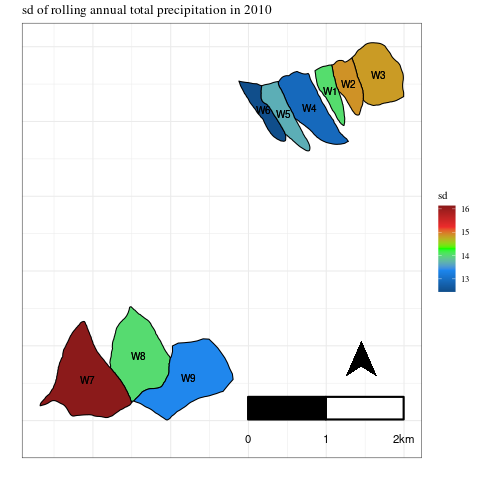 sd of rolling annual total precipitation in 2010
W3
W2
W1
W4
W6
W5
sd
16
15
14
13
W8
W7
W9
0
1
2km